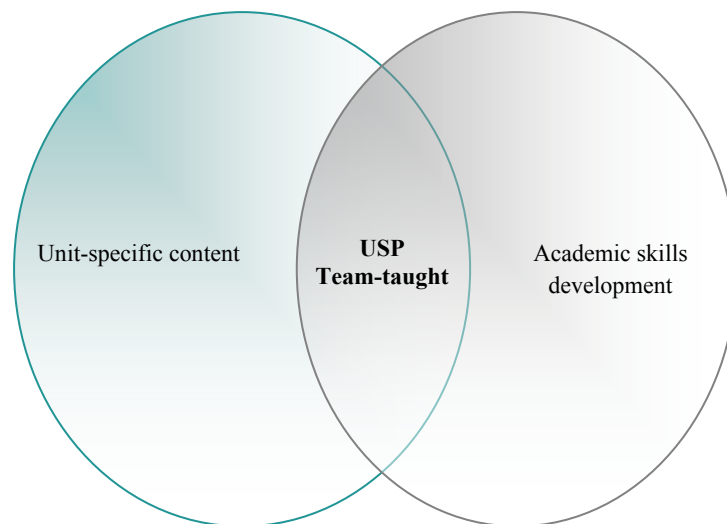 Unit-specific content
USP
Team-taught
Academic skills
development